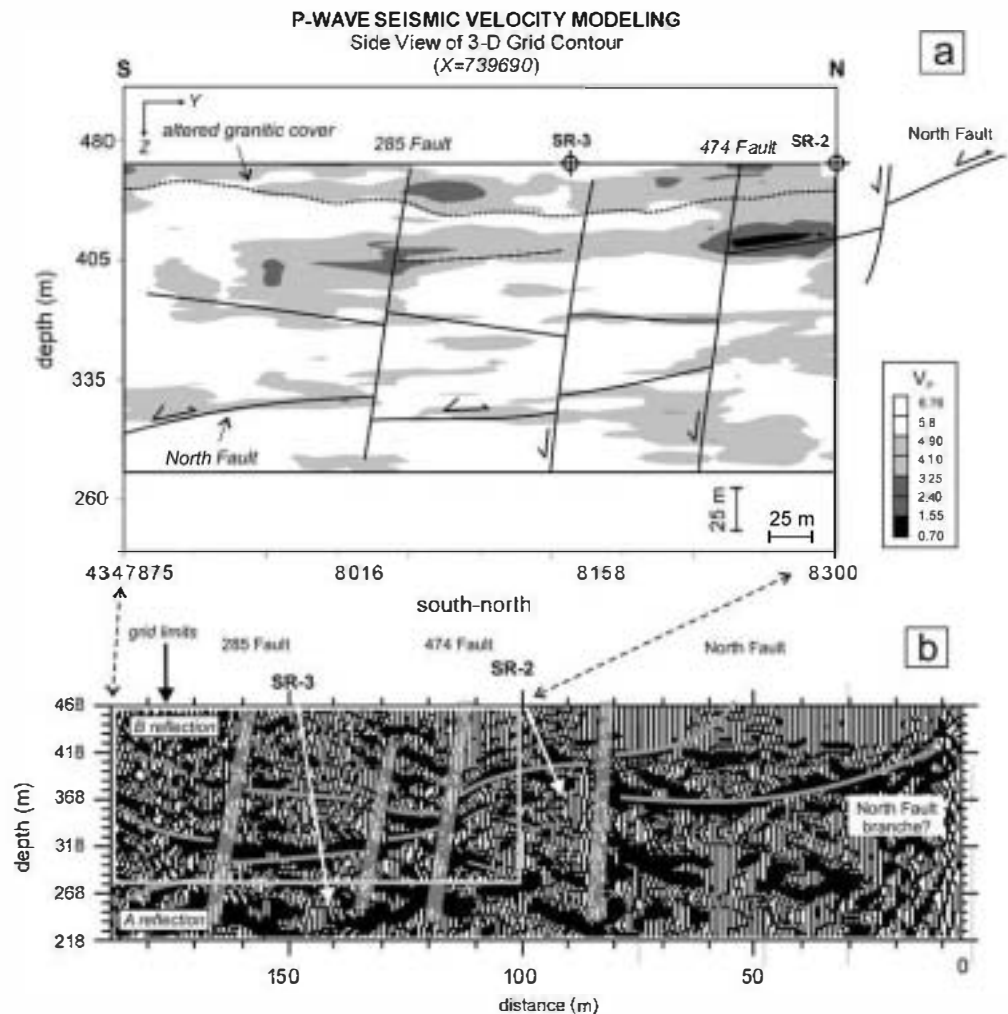 P-WAVE SEISMIC VELOCITY MODELING
Side View of 3-D Grid Contour
(X=739690)
a
S
N
Y
Z
480
altered granitic cover
285 Fault
SR-3
474 Fault
SR-2
North Fault
405
depth (m)
335
North Fault
260
25 m
25 m
Vp
6.76
5.8
4.90
4.10
3.25
2.40
1.55
0.70
4347875
8016
8158
8300
south-north
b
grid limits
285 Fault
474 Fault
North Fault
SR-3
SR-2
468
B reflection
418
depth (m)
368
North Fault
branche?
318
268
A reflection
218
150
100
50
0
distance (m)